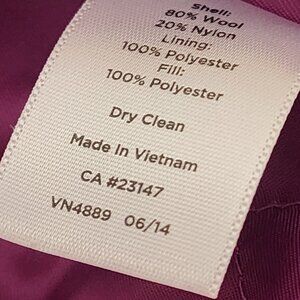 Shell:
80% Wool
20% Nylon
Lining:
100% Polyester
Fill:
100% Polyester
Dry Clean
Made In Vietnam
CA #23147
VN4889 06/14